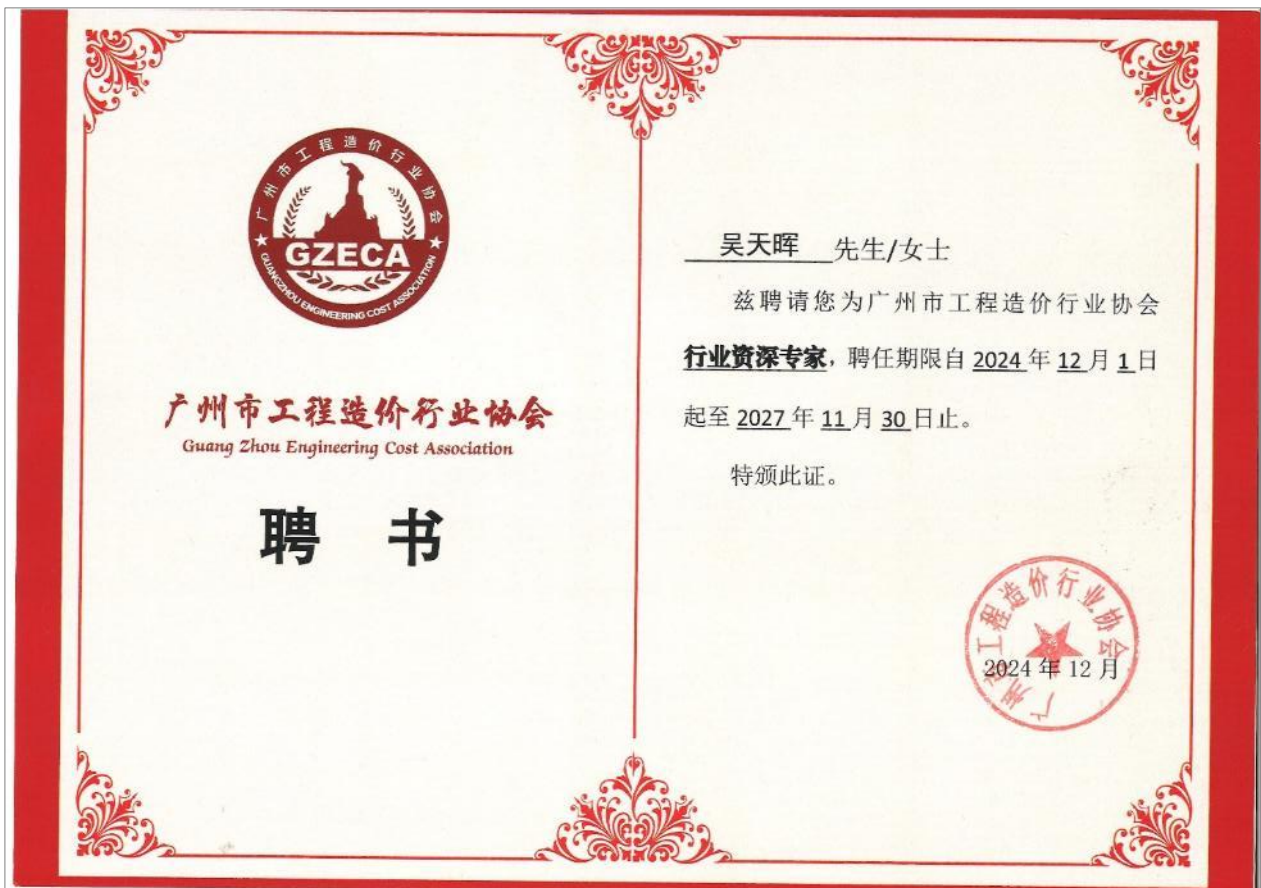 广州市工程造价行业协会
GZECA
GUANGZHOU ENGINEERING COST ASSOCIATION
广州市工程造价行业协会
Guang Zhou Engineering Cost Association
聘 书
吴天晖 先生/女士
兹聘请您为广州市工程造价行业协会
行业资深专家，聘任期限自 2024 年 12 月 1 日
起至 2027 年 11 月 30 日止。
特颁此证。
广州市工程造价行业协会
2024 年 12 月